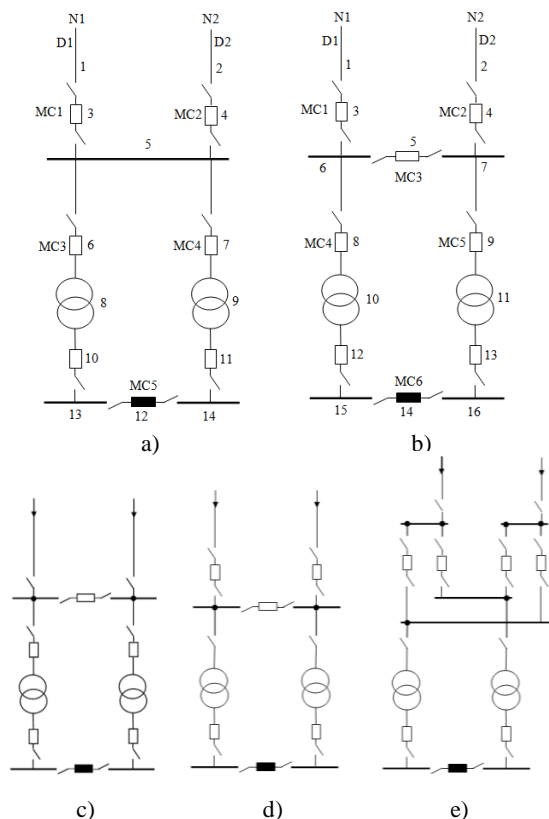 N1 N2 N1 N2
D1 D2 D1 D2
1 2 1 2
MC1 3 MC2 4 MC1 3 MC2 4
5 5
6 MC3 7
MC3 6 MC4 7 MC4 8 MC5 9
8 9 10 11
10 11 12 13
MC5 MC6
13 12 14 15 14 16
a) b)
c) d) e)